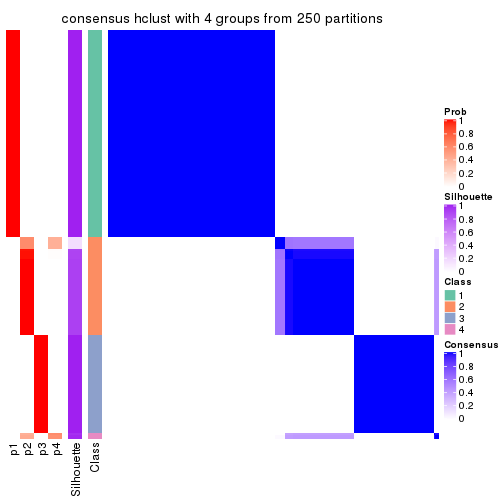 consensus hclust with 4 groups from 250 partitions
Prob
1
0.8
0.6
0.4
0.2
0
Silhouette
1
0.8
0.6
0.4
0.2
0
Class
1
2
3
4
Consensus
1
0.8
0.6
0.4
0.2
0
p1
p2
p3
p4
Silhouette
Class